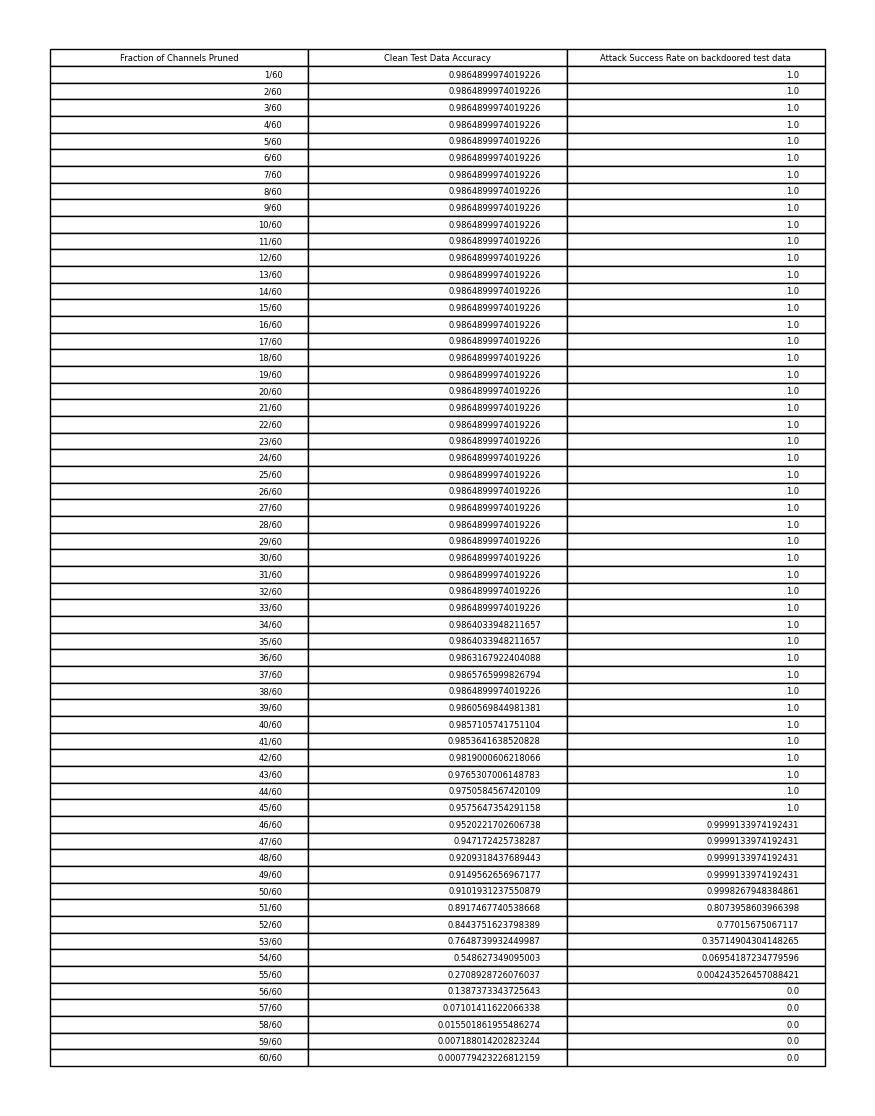 Fraction of Channels Pruned Clean Test Data Accuracy Attack Success Rate on backdoored test data
1/60 0.9864899974019226 1.0
2/60 0.9864899974019226 1.0
3/60 0.9864899974019226 1.0
4/60 0.9864899974019226 1.0
5/60 0.9864899974019226 1.0
6/60 0.9864899974019226 1.0
7/60 0.9864899974019226 1.0
8/60 0.9864899974019226 1.0
9/60 0.9864899974019226 1.0
10/60 0.9864899974019226 1.0
11/60 0.9864899974019226 1.0
12/60 0.9864899974019226 1.0
13/60 0.9864899974019226 1.0
14/60 0.9864899974019226 1.0
15/60 0.9864899974019226 1.0
16/60 0.9864899974019226 1.0
17/60 0.9864899974019226 1.0
18/60 0.9864899974019226 1.0
19/60 0.9864899974019226 1.0
20/60 0.9864899974019226 1.0
21/60 0.9864899974019226 1.0
22/60 0.9864899974019226 1.0
23/60 0.9864899974019226 1.0
24/60 0.9864899974019226 1.0
25/60 0.9864899974019226 1.0
26/60 0.9864899974019226 1.0
27/60 0.9864899974019226 1.0
28/60 0.9864899974019226 1.0
29/60 0.9864899974019226 1.0
30/60 0.9864899974019226 1.0
31/60 0.9864899974019226 1.0
32/60 0.9864899974019226 1.0
33/60 0.9864899974019226 1.0
34/60 0.9864033948211657 1.0
35/60 0.9864033948211657 1.0
36/60 0.9863167922404088 1.0
37/60 0.9865765999826794 1.0
38/60 0.9864899974019226 1.0
39/60 0.9860569844981381 1.0
40/60 0.9857105741751104 1.0
41/60 0.9853641638520828 1.0
42/60 0.9819000606218066 1.0
43/60 0.9765307006148783 1.0
44/60 0.9750584567420109 1.0
45/60 0.9575647354291158 1.0
46/60 0.9520221702606738 0.9999133974192431
47/60 0.947172425738287 0.9999133974192431
48/60 0.9209318437689443 0.9999133974192431
49/60 0.9149562656967177 0.9999133974192431
50/60 0.9101931237550879 0.9998267948384861
51/60 0.8917467740538668 0.8073958603966398
52/60 0.8443751623798389 0.77015675067117
53/60 0.7648739932449987 0.35714904304148265
54/60 0.548627349095003 0.06954187234779596
55/60 0.2708928726076037 0.004243526457088421
56/60 0.1387373343725643 0.0
57/60 0.07101411622066338 0.0
58/60 0.015501861955486274 0.0
59/60 0.007188014202823244 0.0
60/60 0.000779423226812159 0.0